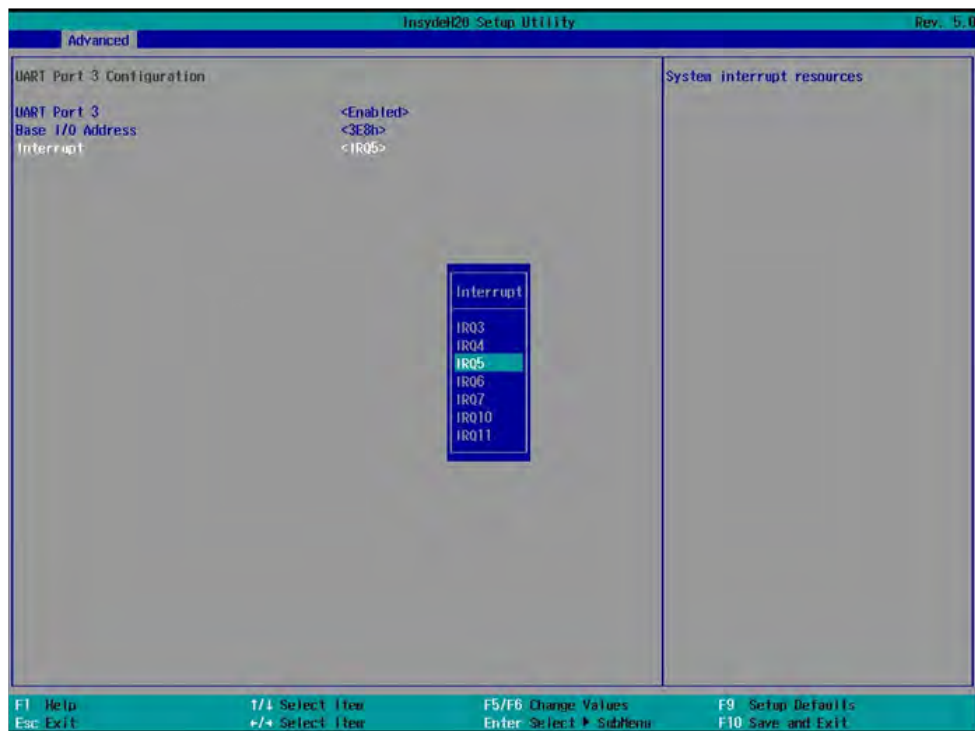 InsydeH20 Setup Utility Rev. 5.0
Advanced
UART Port 3 Configuration
System interrupt resources
UART Port 3 <Enabled>
Base I/O Address <3E8h>
Interrupt <IRQ5>
Interrupt
IRQ3
IRQ4
IRQ5
IRQ6
IRQ7
IRQ10
IRQ11
F1 Help ↑/↓ Select Item F5/F6 Change Values F9 Setup Defaults
Esc Exit ←/→ Select Item Enter Select ▶ SubMenu F10 Save and Exit